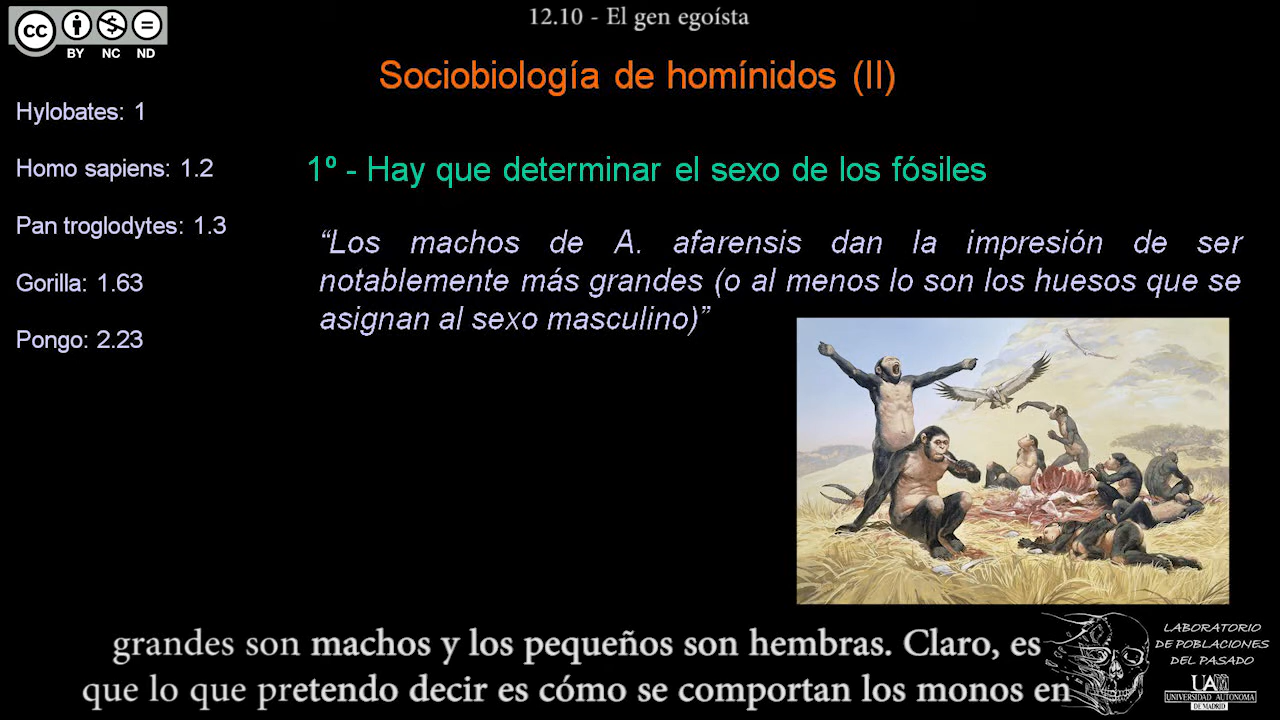 12.10 - El gen egoísta
cc
BY NC ND
Sociobiología de homínidos (II)
Hylobates: 1
Homo sapiens: 1.2
Pan troglodytes: 1.3
Gorilla: 1.63
Pongo: 2.23
1º - Hay que determinar el sexo de los fósiles
“Los machos de A. afarensis dan la impresión de ser
notablemente más grandes (o al menos lo son los huesos que se
asignan al sexo masculino)”
grandes son machos y los pequeños son hembras. Claro, es
que lo que pretendo decir es cómo se comportan los monos en
LABORATORIO
DE POBLACIONES
DEL PASADO
UAM
UNIVERSIDAD AUTONOMA
DE MADRID